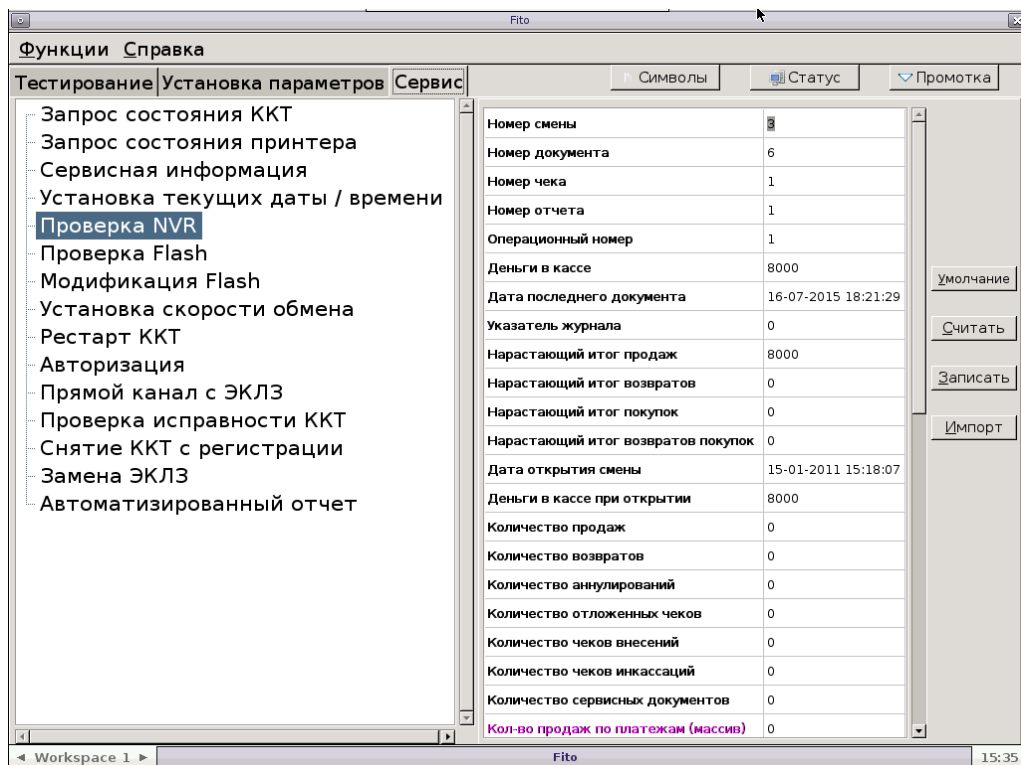 Fito
Функции Справка
Тестирование Установка параметров Сервис Символы Статус Промотка
Запрос состояния ККТ
Запрос состояния принтера
Сервисная информация
Установка текущих даты / времени
Проверка NVR
Проверка Flash
Модификация Flash
Установка скорости обмена
Рестарт ККТ
Авторизация
Прямой канал с ЭКЛЗ
Проверка исправности ККТ
Снятие ККТ с регистрации
Замена ЭКЛЗ
Автоматизированный отчет
Номер смены 3
Номер документа 6
Номер чека 1
Номер отчета 1
Операционный номер 1
Деньги в кассе 8000
Дата последнего документа 16-07-2015 18:21:29
Указатель журнала 0
Нарастающий итог продаж 8000
Нарастающий итог возвратов 0
Нарастающий итог покупок 0
Нарастающий итог возвратов покупок 0
Дата открытия смены 15-01-2011 15:18:07
Деньги в кассе при открытии 8000
Количество продаж 0
Количество возвратов 0
Количество аннулирований 0
Количество отложенных чеков 0
Количество чеков внесений 0
Количество чеков инкассаций 0
Количество сервисных документов 0
Кол-во продаж по платежам (массив) 0
Умолчание
Считать
Записать
Импорт
Workspace 1 Fito 15:35